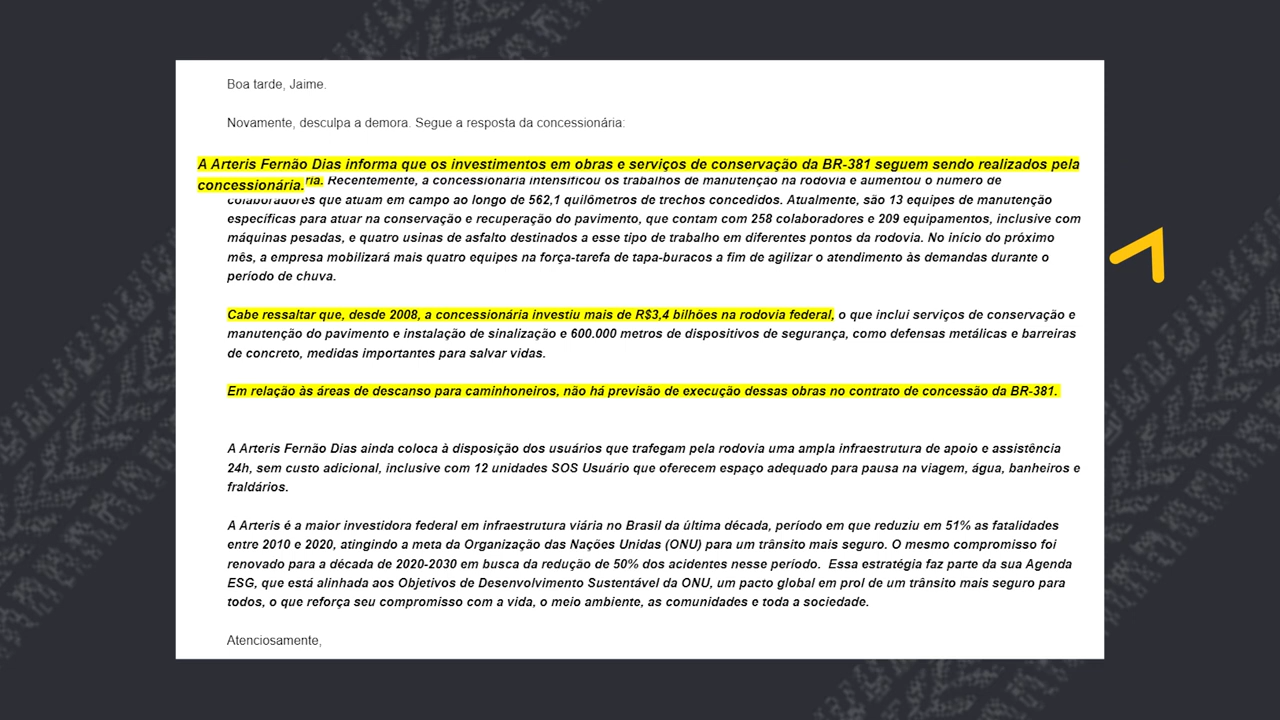 Boa tarde, Jaime.
Novamente, desculpa a demora. Segue a resposta da concessionária:
A Arteris Fernão Dias informa que os investimentos em obras e serviços de conservação da BR-381 seguem sendo realizados pela
concessionária.ria. Recentemente, a concessionária intensificou os trabalhos de manutenção na rodovia e aumentou o número de
colaboradores que atuam em campo ao longo de 562,1 quilômetros de trechos concedidos. Atualmente, são 13 equipes de manutenção
específicas para atuar na conservação e recuperação do pavimento, que contam com 258 colaboradores e 209 equipamentos, inclusive com
máquinas pesadas, e quatro usinas de asfalto destinados a esse tipo de trabalho em diferentes pontos da rodovia. No início do próximo
mês, a empresa mobilizará mais quatro equipes na força-tarefa de tapa-buracos a fim de agilizar o atendimento às demandas durante o
período de chuva.
Cabe ressaltar que, desde 2008, a concessionária investiu mais de R$3,4 bilhões na rodovia federal, o que inclui serviços de conservação e
manutenção do pavimento e instalação de sinalização e 600.000 metros de dispositivos de segurança, como defensas metálicas e barreiras
de concreto, medidas importantes para salvar vidas.
Em relação às áreas de descanso para caminhoneiros, não há previsão de execução dessas obras no contrato de concessão da BR-381.
A Arteris Fernão Dias ainda coloca à disposição dos usuários que trafegam pela rodovia uma ampla infraestrutura de apoio e assistência
24h, sem custo adicional, inclusive com 12 unidades SOS Usuário que oferecem espaço adequado para pausa na viagem, água, banheiros e
fraldários.
A Arteris é a maior investidora federal em infraestrutura viária no Brasil da última década, período em que reduziu em 51% as fatalidades
entre 2010 e 2020, atingindo a meta da Organização das Nações Unidas (ONU) para um trânsito mais seguro. O mesmo compromisso foi
renovado para a década de 2020-2030 em busca da redução de 50% dos acidentes nesse período. Essa estratégia faz parte da sua Agenda
ESG, que está alinhada aos Objetivos de Desenvolvimento Sustentável da ONU, um pacto global em prol de um trânsito mais seguro para
todos, o que reforça seu compromisso com a vida, o meio ambiente, as comunidades e toda a sociedade.
Atenciosamente,